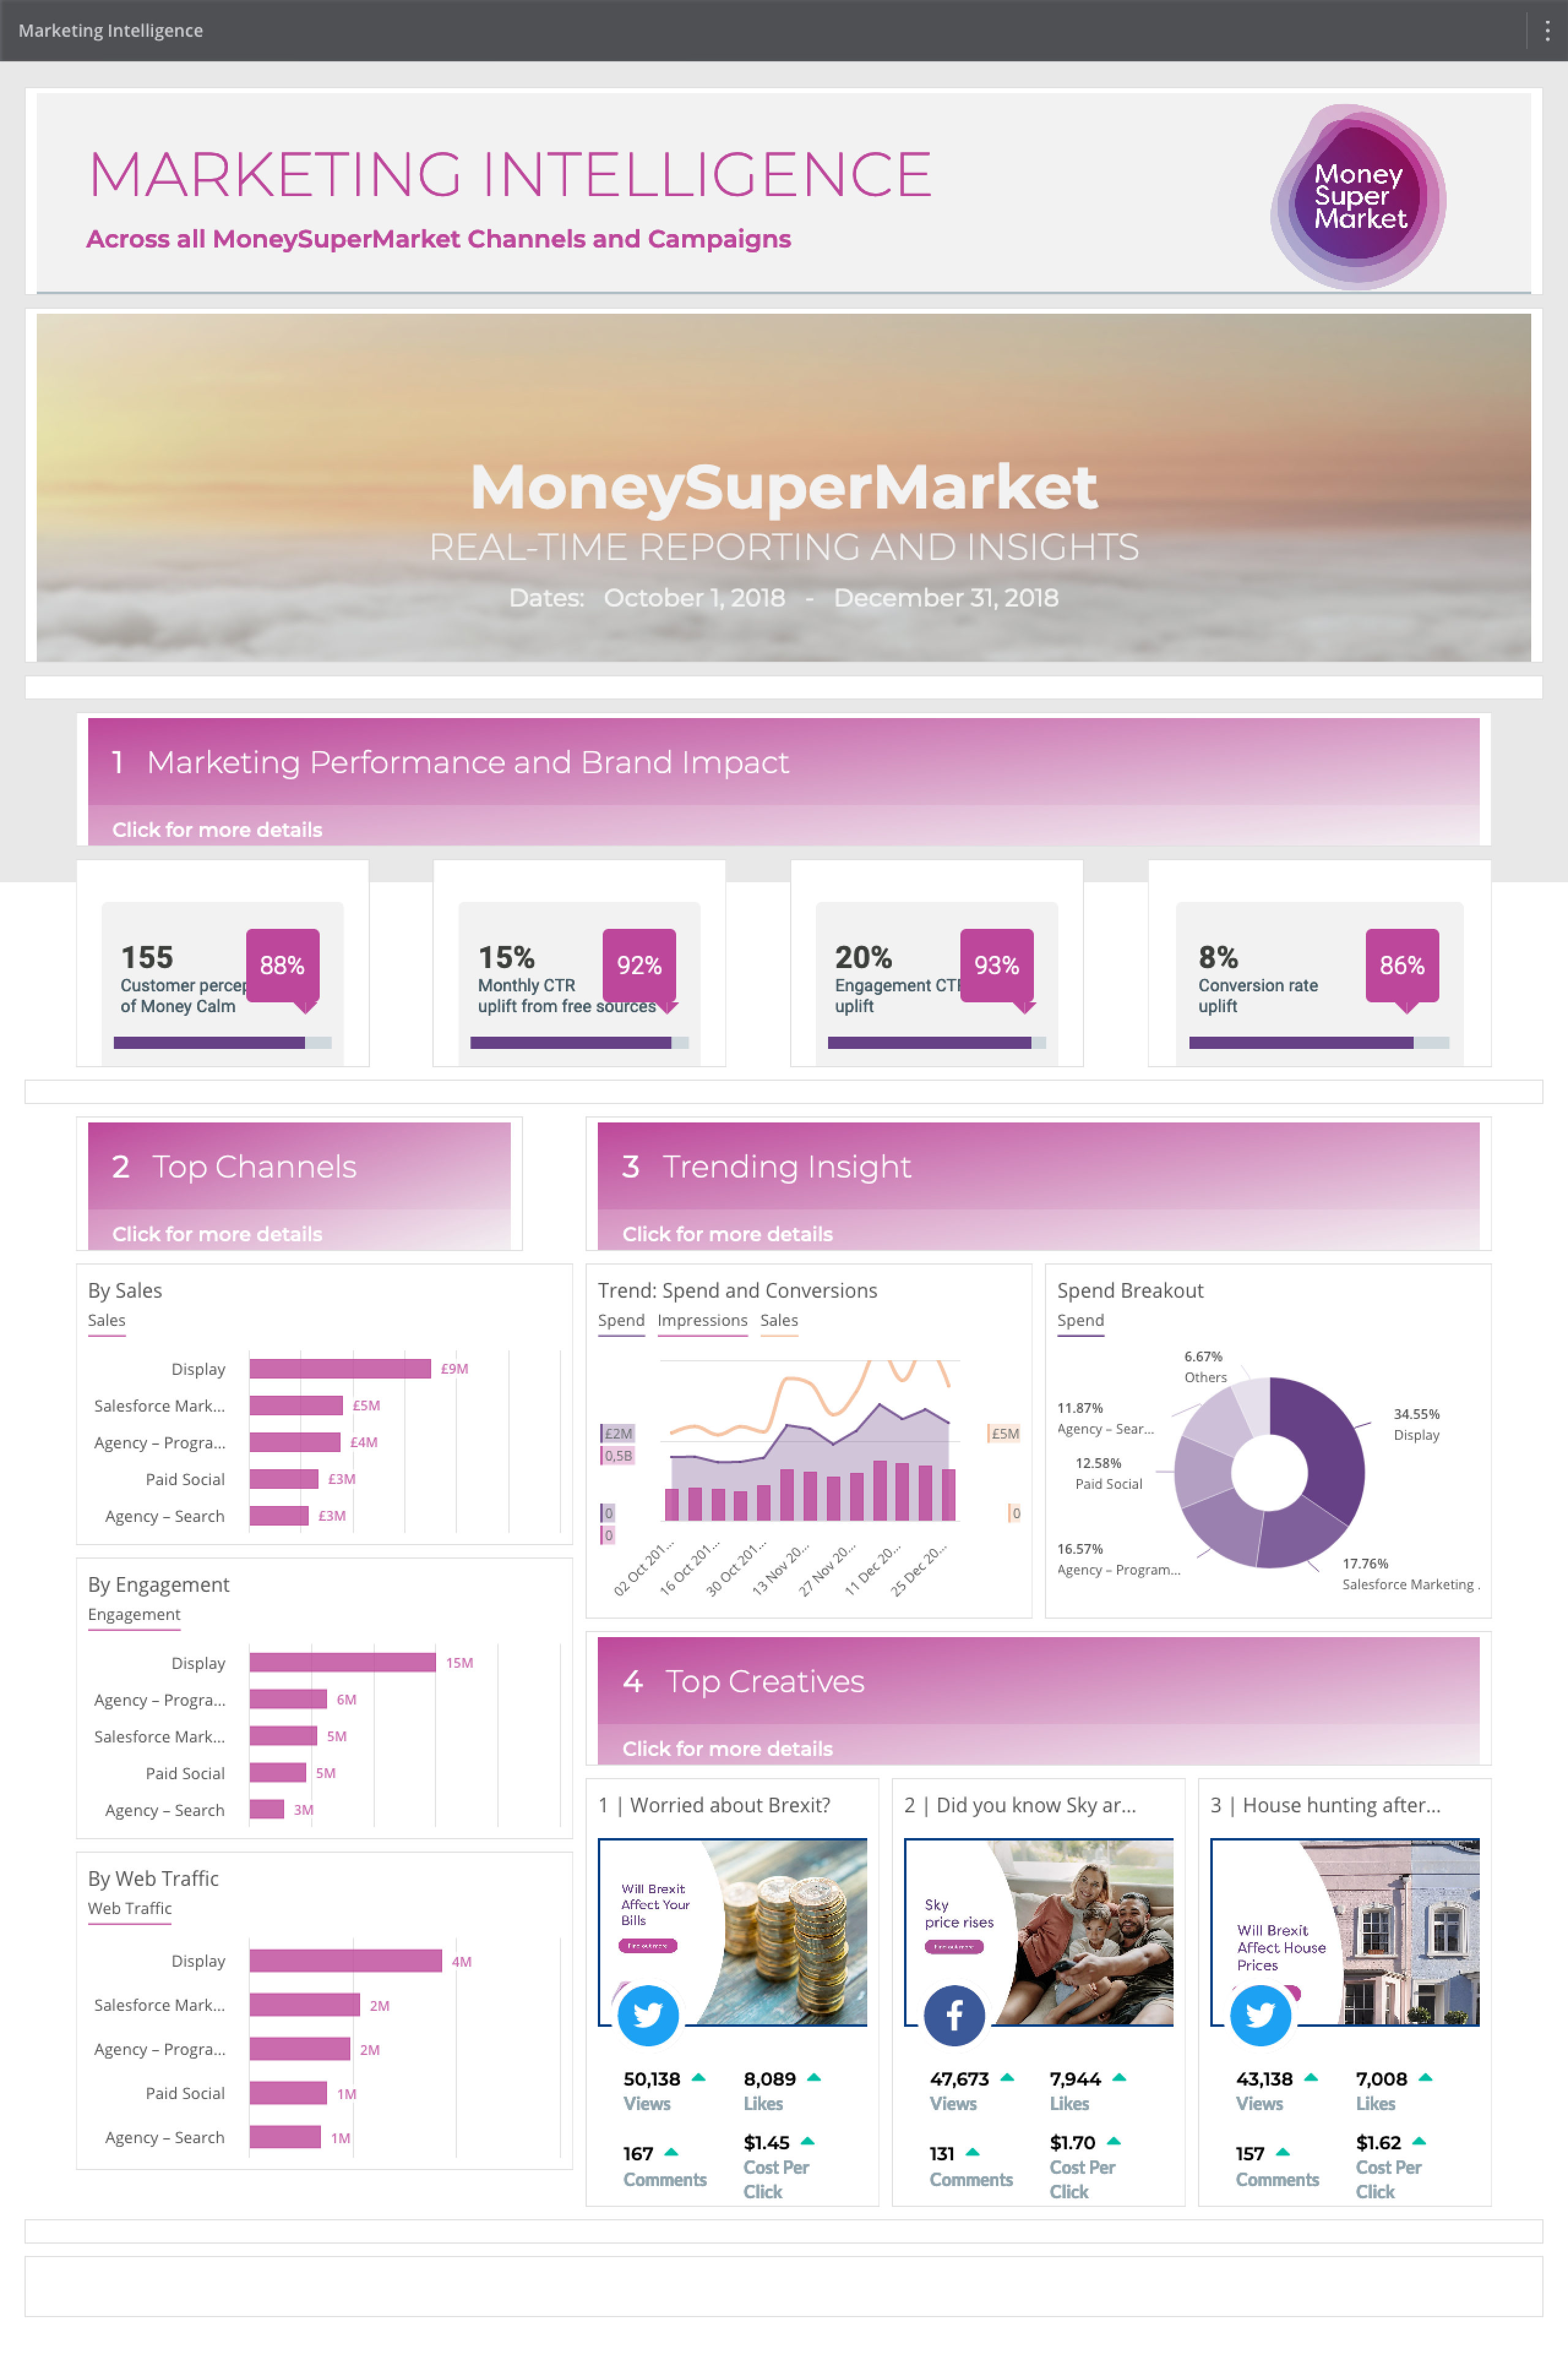 Marketing Intelligence
MARKETING INTELLIGENCE
Across all MoneySuperMarket Channels and Campaigns
Money
Super
Market
MoneySuperMarket
REAL-TIME REPORTING AND INSIGHTS
Dates: October 1, 2018 - December 31, 2018
1 Marketing Performance and Brand Impact
Click for more details
155
Customer percep
of Money Calm
88%
15%
Monthly CTR
uplift from free sources
92%
20%
Engagement CT
uplift
93%
8%
Conversion rate
uplift
86%
2 Top Channels
Click for more details
By Sales
Sales
Display £9M
Salesforce Mark... £5M
Agency – Progra... £4M
Paid Social £3M
Agency – Search £3M
By Engagement
Engagement
Display 15M
Agency – Progra... 6M
Salesforce Mark... 5M
Paid Social 5M
Agency – Search 3M
By Web Traffic
Web Traffic
Display 4M
Salesforce Mark... 2M
Agency – Progra... 2M
Paid Social 1M
Agency – Search 1M
3 Trending Insight
Click for more details
Trend: Spend and Conversions
Spend Impressions Sales
£2M
0,5B
0
0
£5M
0
02 Oct 201...
16 Oct 201...
30 Oct 201...
13 Nov 20...
27 Nov 20...
11 Dec 20...
25 Dec 20...
Spend Breakout
Spend
6.67%
Others
11.87%
Agency – Sear...
12.58%
Paid Social
16.57%
Agency – Program...
34.55%
Display
17.76%
Salesforce Marketing .
4 Top Creatives
Click for more details
1 | Worried about Brexit?
Will Brexit
Affect Your
Bills
50,138
Views
8,089
Likes
167
Comments
$1.45
Cost Per
Click
2 | Did you know Sky ar...
Sky
price rises
47,673
Views
7,944
Likes
131
Comments
$1.70
Cost Per
Click
3 | House hunting after...
Will Brexit
Affect House
Prices
43,138
Views
7,008
Likes
157
Comments
$1.62
Cost Per
Click